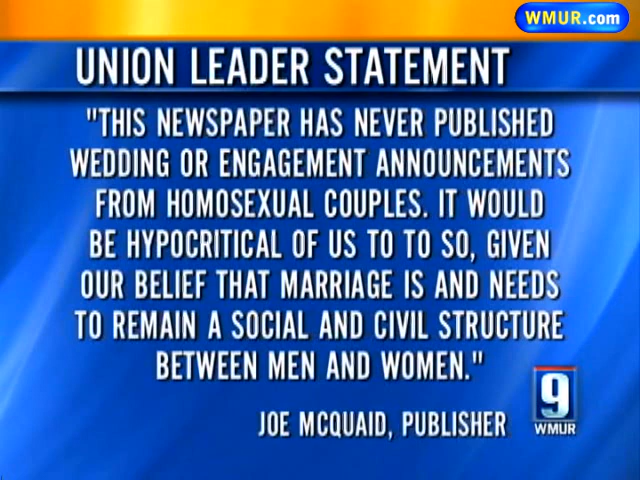 WMUR.com
UNION LEADER STATEMENT
"THIS NEWSPAPER HAS NEVER PUBLISHED
WEDDING OR ENGAGEMENT ANNOUNCEMENTS
FROM HOMOSEXUAL COUPLES. IT WOULD
BE HYPOCRITICAL OF US TO TO SO, GIVEN
OUR BELIEF THAT MARRIAGE IS AND NEEDS
TO REMAIN A SOCIAL AND CIVIL STRUCTURE
BETWEEN MEN AND WOMEN."
JOE MCQUAID, PUBLISHER
9
WMUR